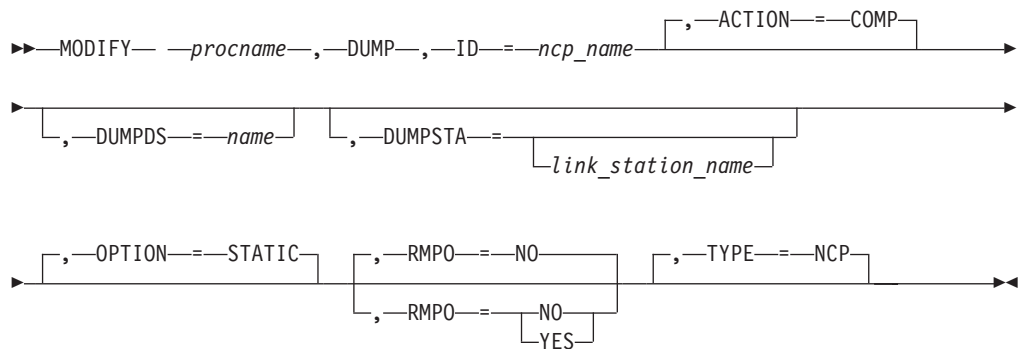 , ACTION = COMP
MODIFY procname , DUMP , ID = ncp_name
, DUMPDS = name , DUMPSTA =
link_station_name
, OPTION = STATIC , RMPO = NO , TYPE = NCP
, RMPO = NO
YES